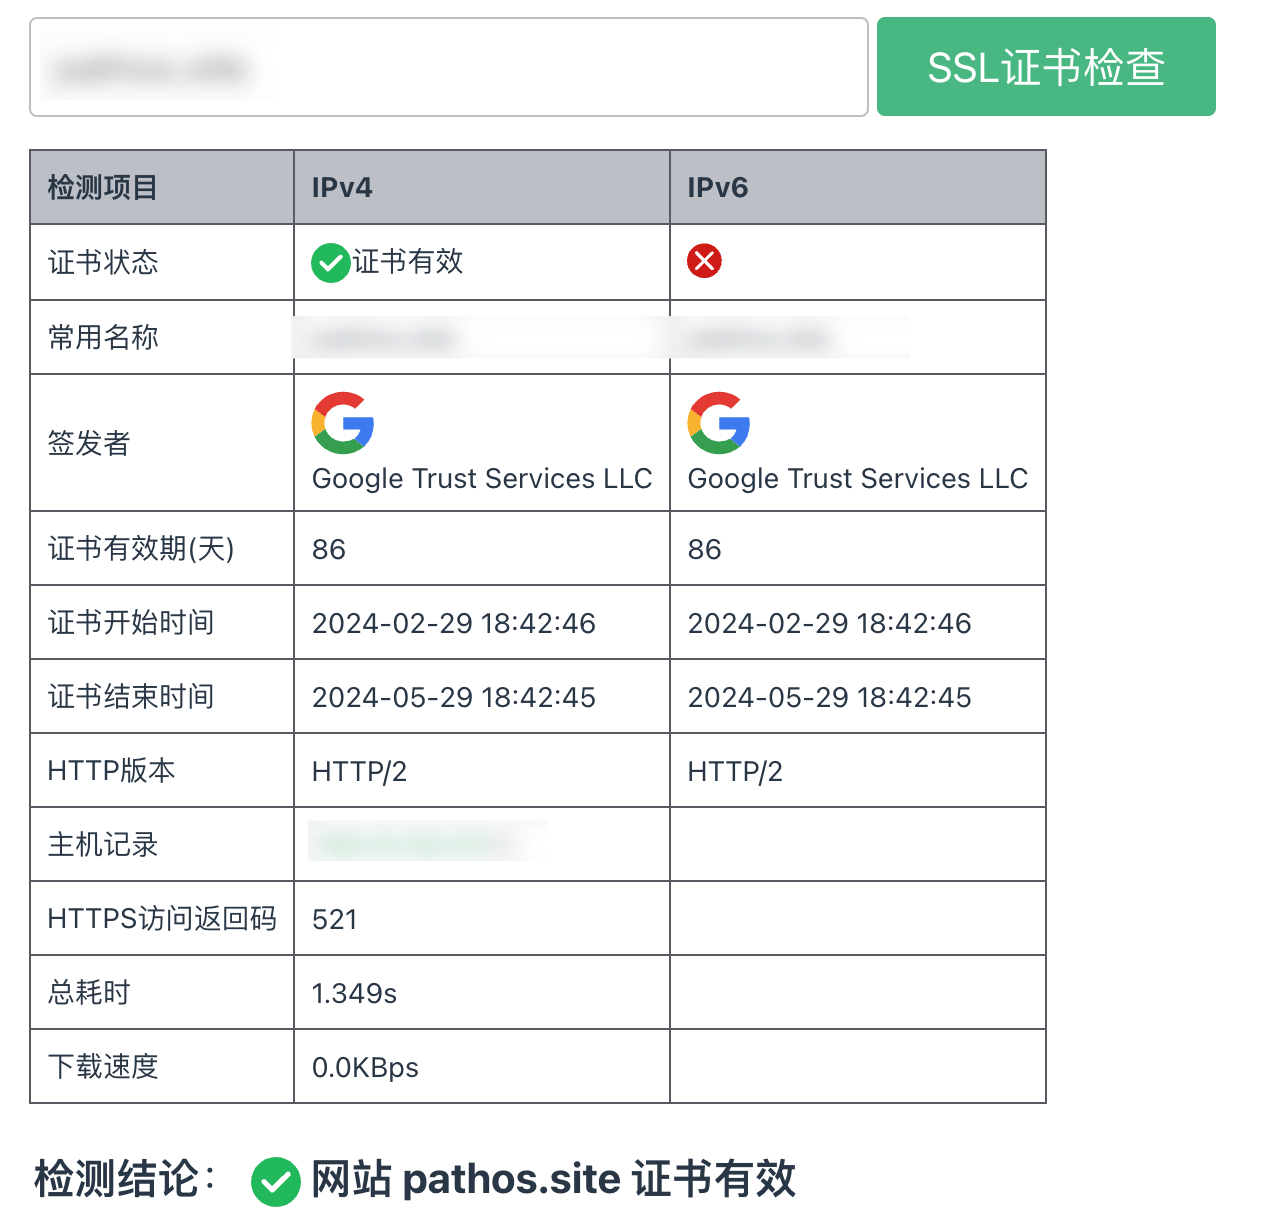 SSL证书检查
检测项目 IPv4 IPv6
证书状态 证书有效
常用名称
签发者 Google Trust Services LLC Google Trust Services LLC
证书有效期(天) 86 86
证书开始时间 2024-02-29 18:42:46 2024-02-29 18:42:46
证书结束时间 2024-05-29 18:42:45 2024-05-29 18:42:45
HTTP版本 HTTP/2 HTTP/2
主机记录
HTTPS访问返回码 521
总耗时 1.349s
下载速度 0.0KBps
检测结论： 网站 pathos.site 证书有效